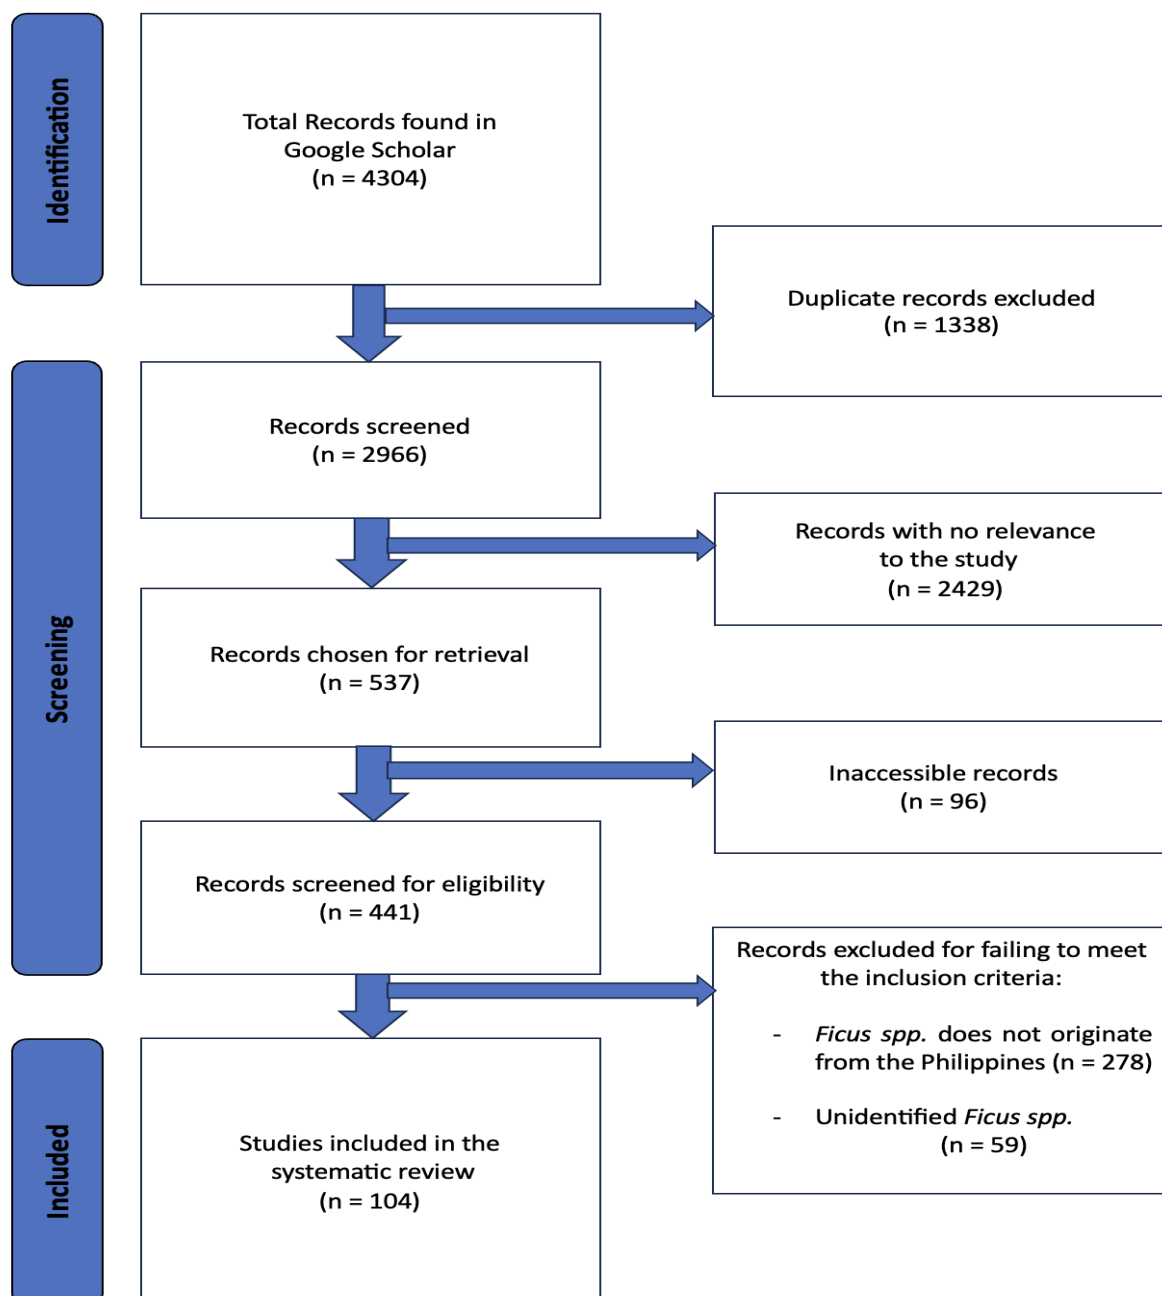 Identification
Total Records found in
Google Scholar
(n = 4304)
Duplicate records excluded
(n = 1338)
Screening
Records screened
(n = 2966)
Records with no relevance
to the study
(n = 2429)
Records chosen for retrieval
(n = 537)
Inaccessible records
(n = 96)
Records screened for eligibility
(n = 441)
Records excluded for failing to meet
the inclusion criteria:
- Ficus spp. does not originate
from the Philippines (n = 278)
- Unidentified Ficus spp.
(n = 59)
Included
Studies included in the
systematic review
(n = 104)